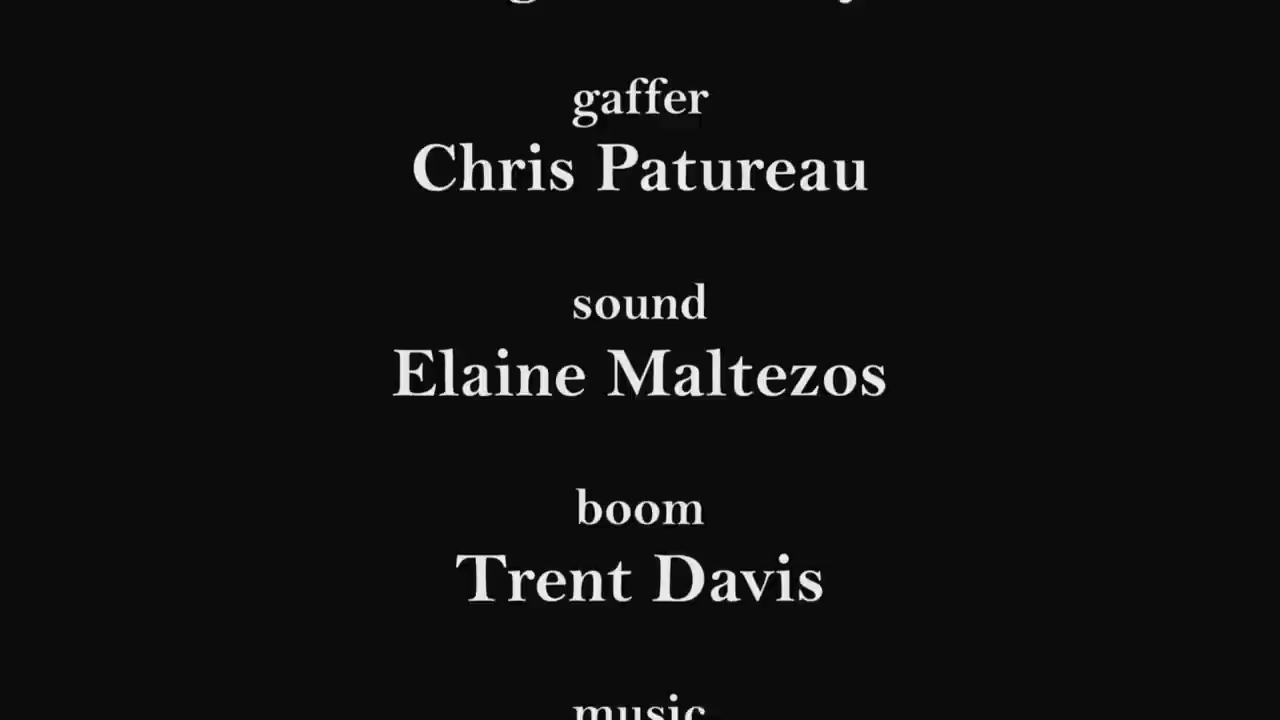 gaffer
Chris Patureau
sound
Elaine Maltezos
boom
Trent Davis
music